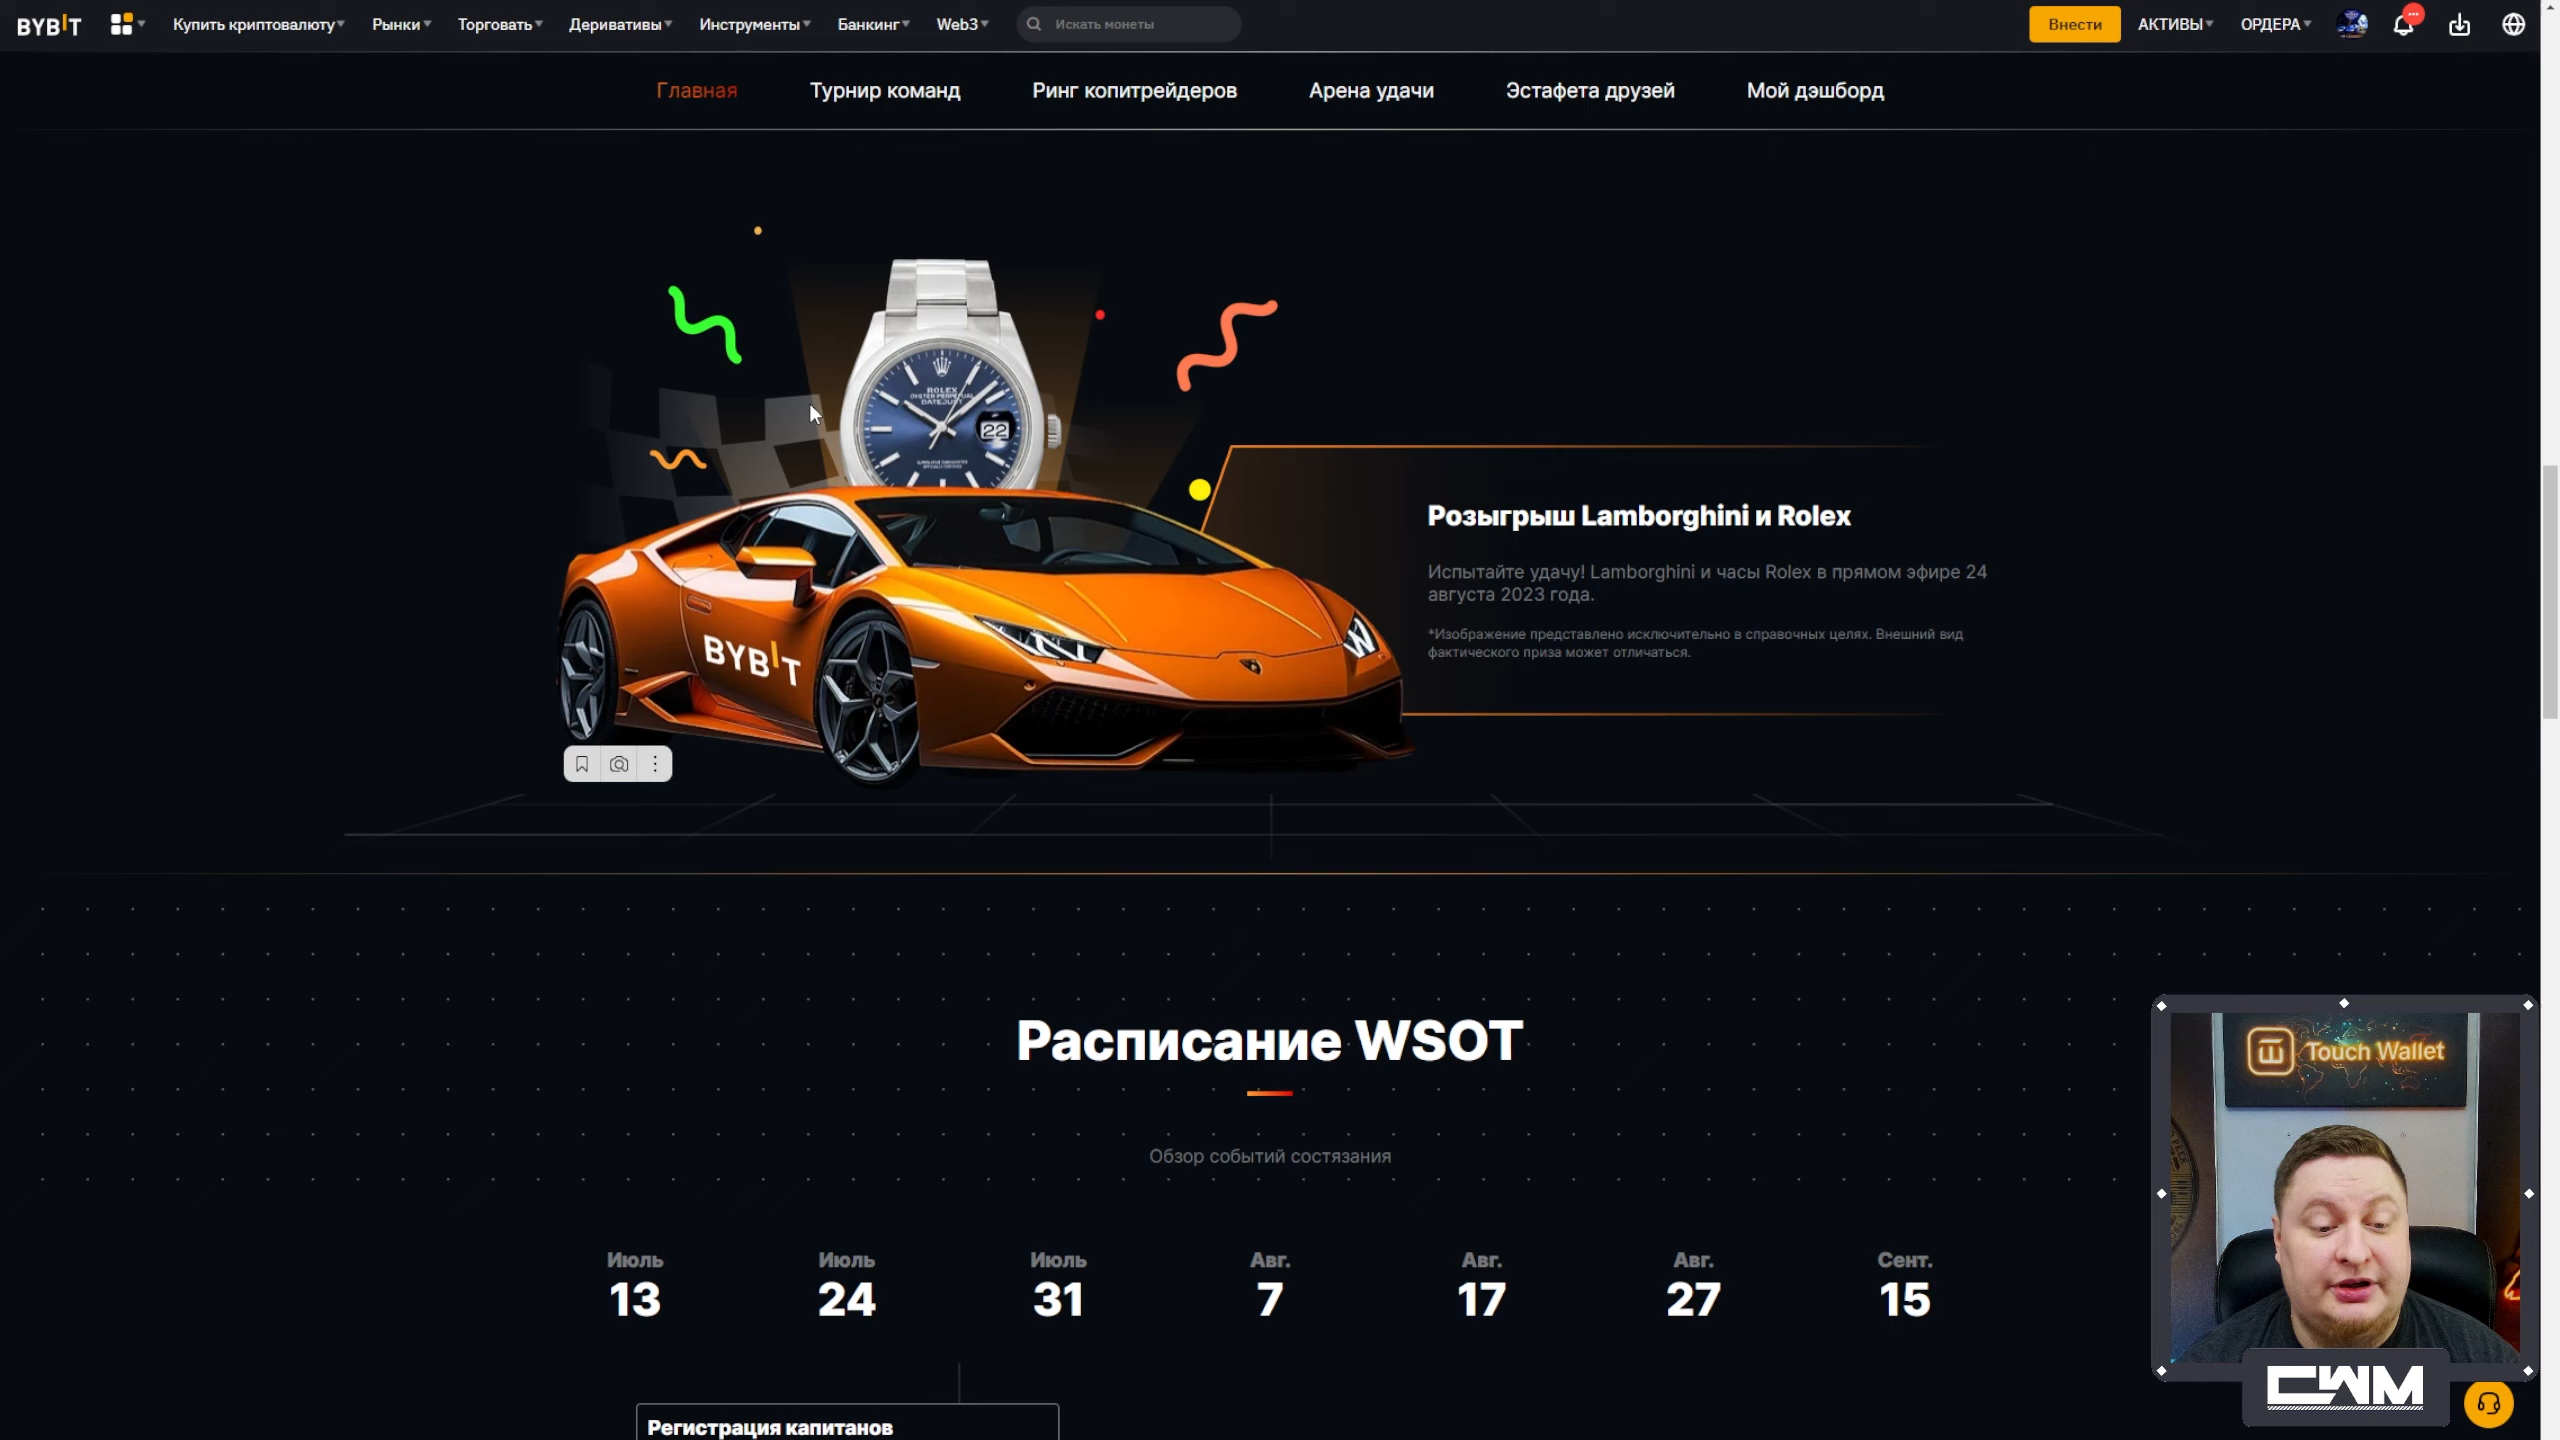 BYBIT
Купить криптовалюту
Рынки
Торговать
Деривативы
Инструменты
Банкинг
Web3
Искать монеты
Внести
АКТИВЫ
ОРДЕРА
Главная
Турнир команд
Ринг копитрейдеров
Арена удачи
Эстафета друзей
Мой дэшборд
ROLEX
OYSTER PERPETUAL
DATEJUST
22
BYBIT
Розыгрыш Lamborghini и Rolex
Испытайте удачу! Lamborghini и часы Rolex в прямом эфире 24
августа 2023 года.
*Изображение представлено исключительно в справочных целях. Внешний вид
фактического приза может отличаться.
Расписание WSOT
Обзор событий состязания
Июль
13
Июль
24
Июль
31
Авг.
7
Авг.
17
Авг.
27
Сент.
15
Регистрация капитанов
Touch Wallet
CWM